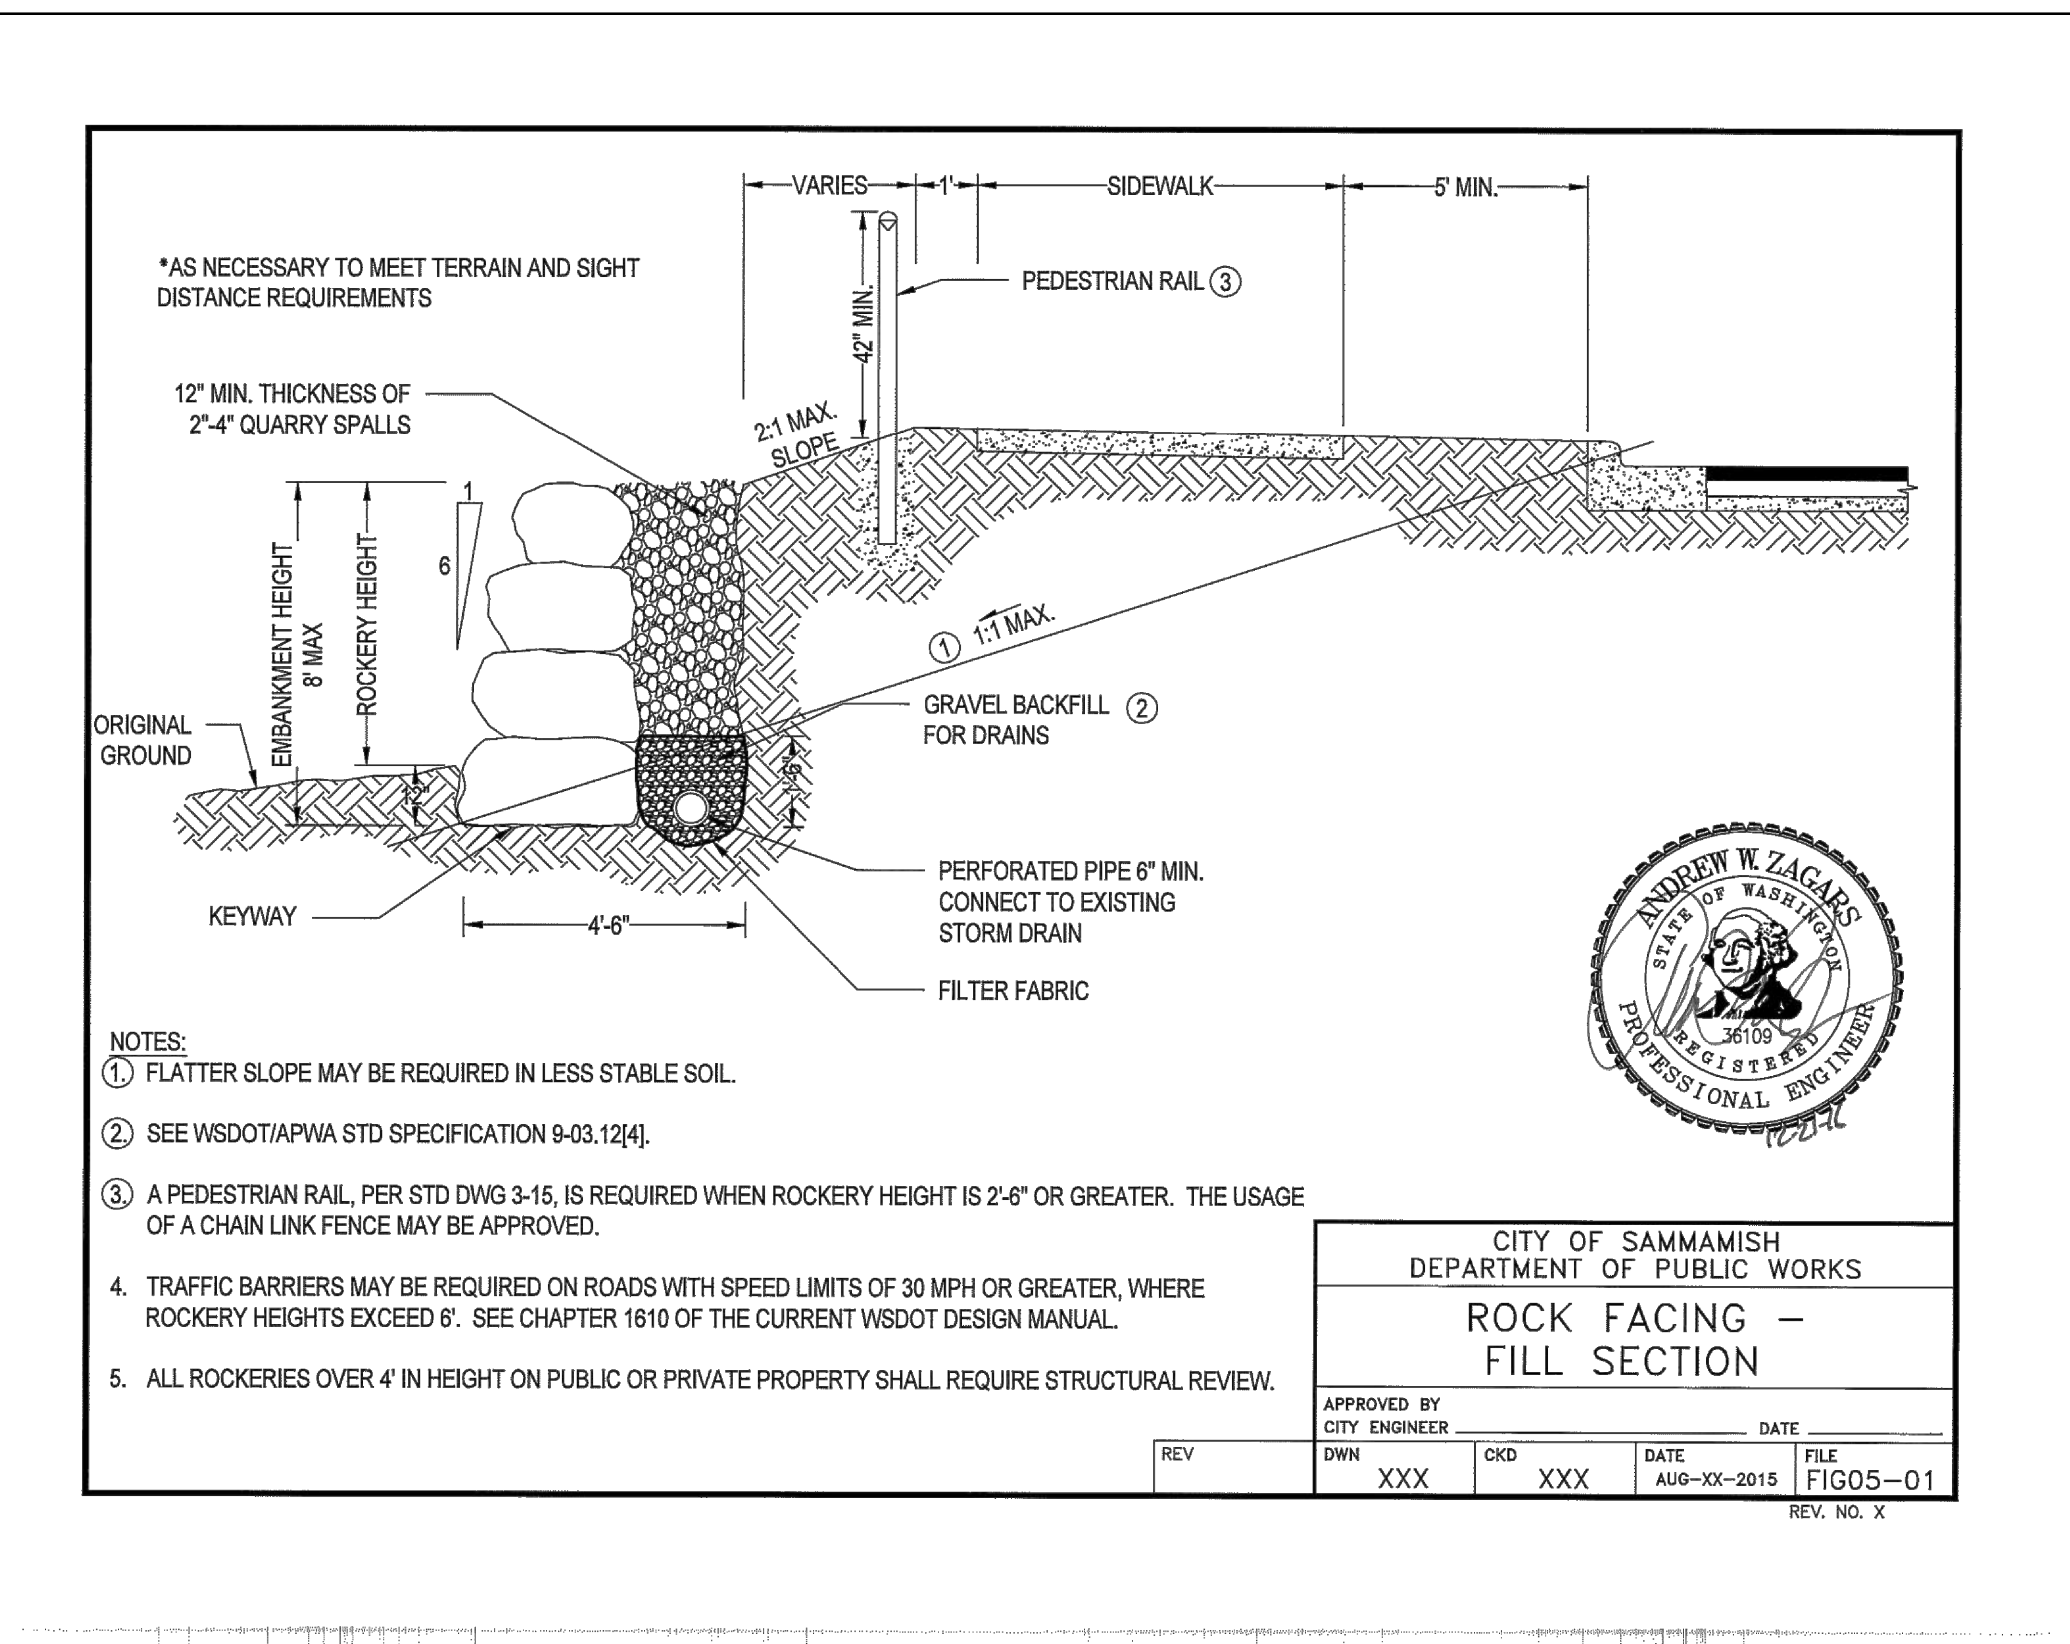 VARIES
1'
SIDEWALK
5' MIN.
*AS NECESSARY TO MEET TERRAIN AND SIGHT
DISTANCE REQUIREMENTS
PEDESTRIAN RAIL 3
42" MIN.
12" MIN. THICKNESS OF
2"-4" QUARRY SPALLS
2:1 MAX.
SLOPE
1
6
EMBANKMENT HEIGHT
8' MAX
ROCKERY HEIGHT
1 1:1 MAX.
GRAVEL BACKFILL 2
FOR DRAINS
ORIGINAL
GROUND
12"
1'-6"
PERFORATED PIPE 6" MIN.
CONNECT TO EXISTING
STORM DRAIN
KEYWAY
4'-6"
FILTER FABRIC
ANDREW W. ZAGARS
STATE OF WASHINGTON
36109
REGISTERED
PROFESSIONAL ENGINEER
NOTES:
1. FLATTER SLOPE MAY BE REQUIRED IN LESS STABLE SOIL.
2. SEE WSDOT/APWA STD SPECIFICATION 9-03.12[4].
3. A PEDESTRIAN RAIL, PER STD DWG 3-15, IS REQUIRED WHEN ROCKERY HEIGHT IS 2'-6" OR GREATER. THE USAGE
OF A CHAIN LINK FENCE MAY BE APPROVED.
4. TRAFFIC BARRIERS MAY BE REQUIRED ON ROADS WITH SPEED LIMITS OF 30 MPH OR GREATER, WHERE
ROCKERY HEIGHTS EXCEED 6'. SEE CHAPTER 1610 OF THE CURRENT WSDOT DESIGN MANUAL.
5. ALL ROCKERIES OVER 4' IN HEIGHT ON PUBLIC OR PRIVATE PROPERTY SHALL REQUIRE STRUCTURAL REVIEW.
CITY OF SAMMAMISH
DEPARTMENT OF PUBLIC WORKS
ROCK FACING –
FILL SECTION
APPROVED BY
CITY ENGINEER DATE
REV
DWN
XXX
CKD
XXX
DATE
AUG-XX-2015
FILE
FIG05-01
REV. NO. X